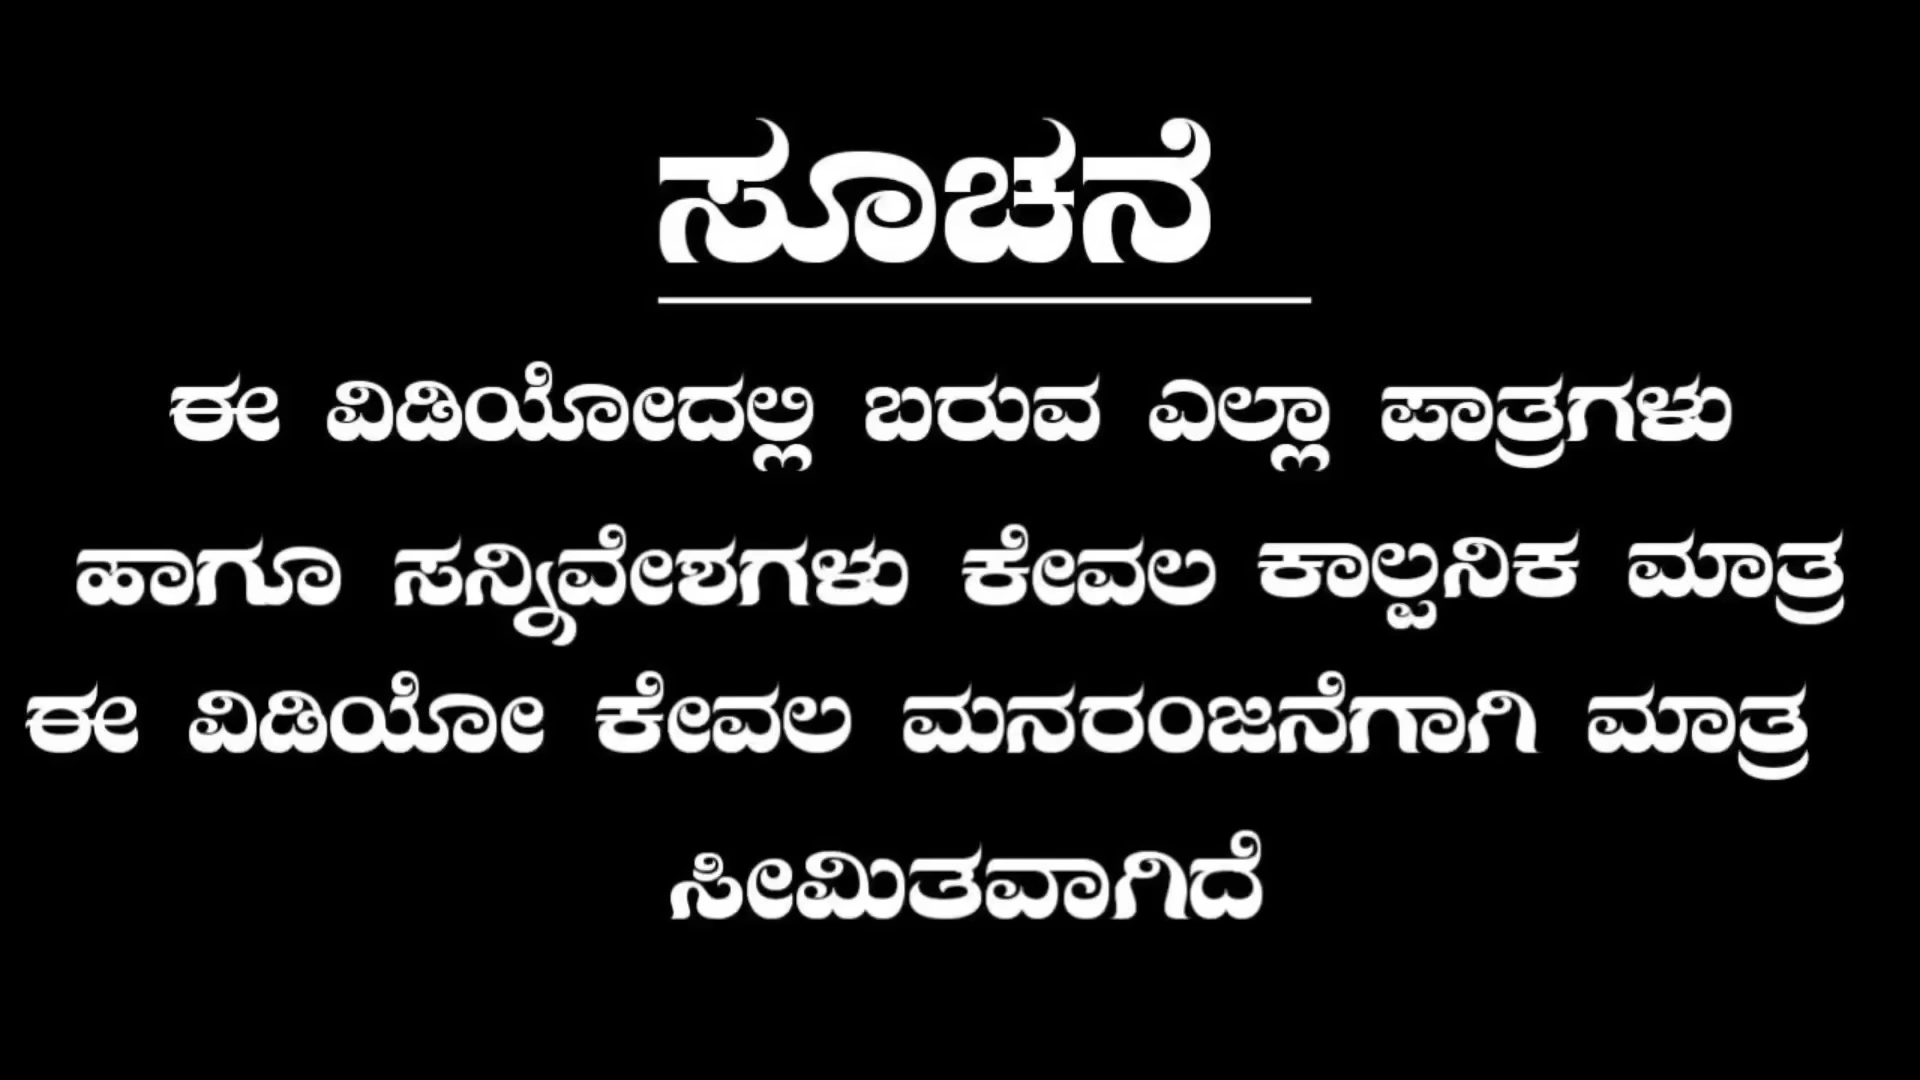 ಸೂಚನೆ
ಈ ವಿಡಿಯೋದಲ್ಲಿ ಬರುವ ಎಲ್ಲಾ ಪಾತ್ರಗಳು
ಹಾಗೂ ಸನ್ನಿವೇಶಗಳು ಕೇವಲ ಕಾಲ್ಪನಿಕ ಮಾತ್ರ
ಈ ವಿಡಿಯೋ ಕೇವಲ ಮನರಂಜನೆಗಾಗಿ ಮಾತ್ರ
ಸೀಮಿತವಾಗಿದೆ